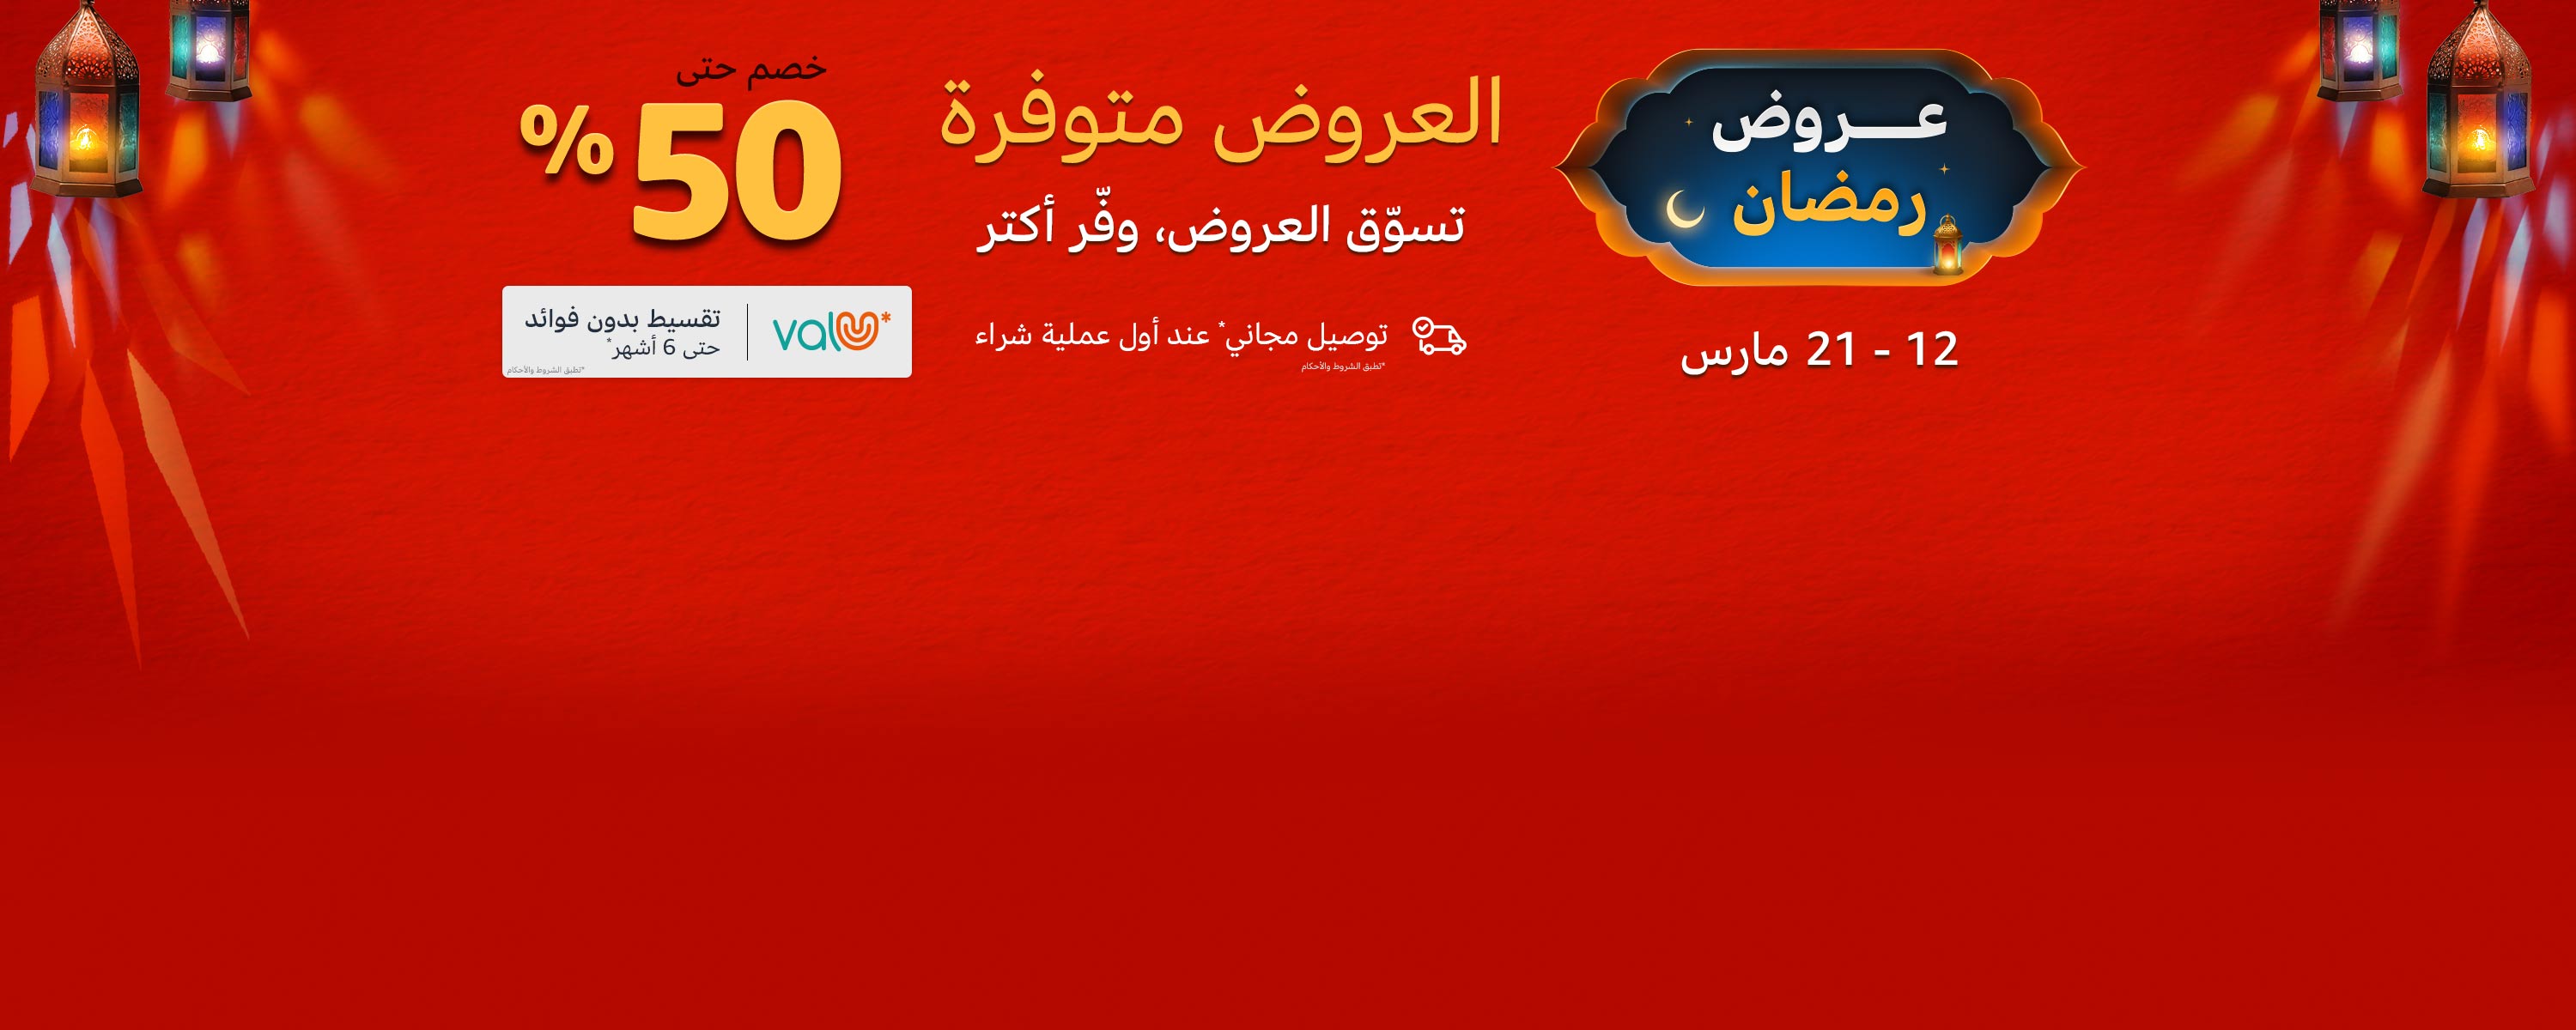 عـــروض
رمضان
12 - 21 مارس
العروض متوفرة
تسوّق العروض، وفّر أكتر
توصيل مجاني* عند أول عملية شراء
*تطبق الشروط والأحكام
خصم حتى
50%
valU*
تقسيط بدون فوائد
حتى 6 أشهر*
*تطبق الشروط والأحكام